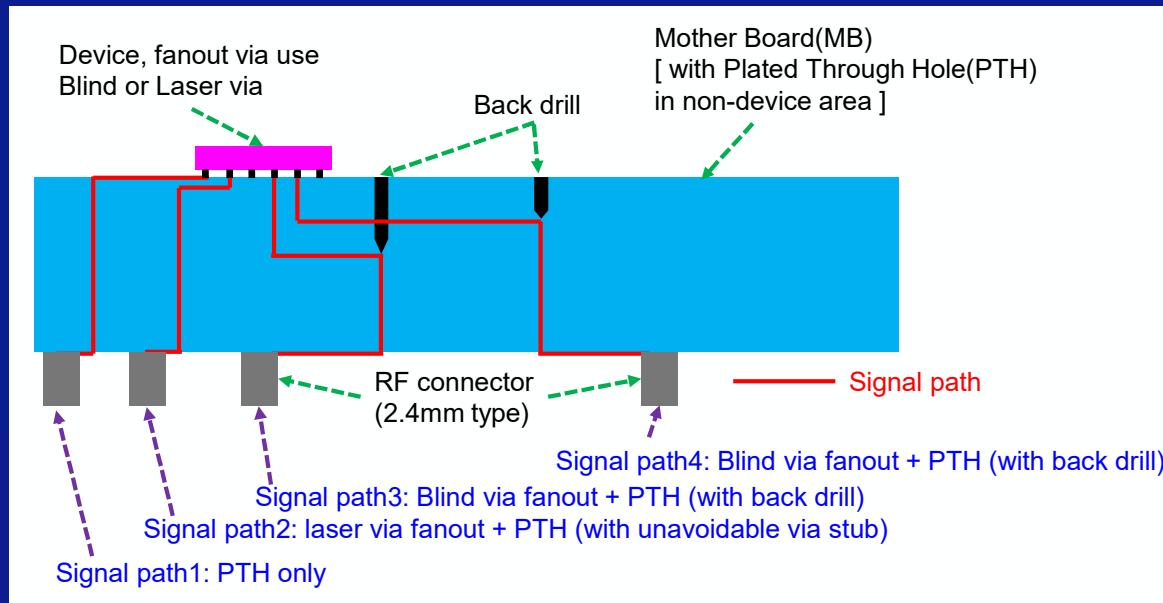 Device, fanout via use
Blind or Laser via
Back drill
Mother Board(MB)
[ with Plated Through Hole(PTH)
in non-device area ]
RF connector
(2.4mm type)
Signal path
Signal path4: Blind via fanout + PTH (with back drill)
Signal path3: Blind via fanout + PTH (with back drill)
Signal path2: laser via fanout + PTH (with unavoidable via stub)
Signal path1: PTH only